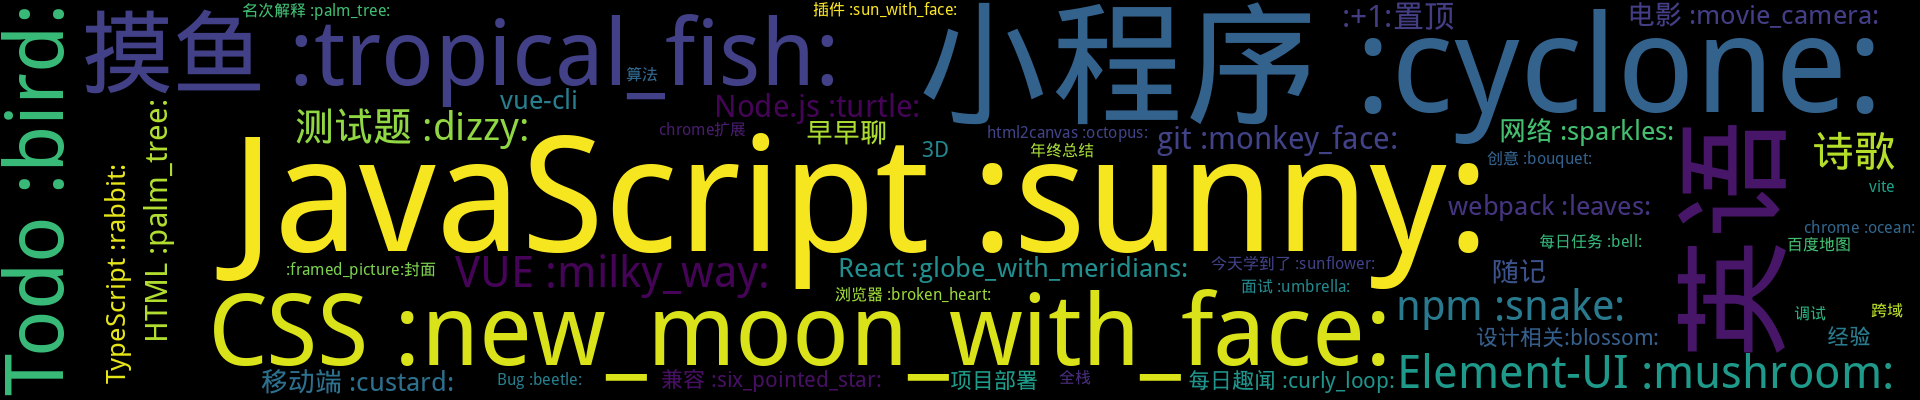 Todo :bird:
名次解释 :palm_tree:
摸鱼 :tropical_fish:
插件 :sun_with_face:
小程序 :cyclone:
:+1:置顶
电影 :movie_camera:
算法
vue-cli
Node.js :turtle:
测试题 :dizzy:
chrome扩展
早早聊
3D
html2canvas :octopus:
年终总结
git :monkey_face:
网络 :sparkles:
创意 :bouquet:
英语
诗歌
vite
TypeScript :rabbit:
HTML :palm_tree:
JavaScript :sunny:
webpack :leaves:
chrome :ocean:
百度地图
每日任务 :bell:
:framed_picture:封面
VUE :milky_way:
React :globe_with_meridians:
今天学到了 :sunflower:
随记
浏览器 :broken_heart:
面试 :umbrella:
CSS :new_moon_with_face:
npm :snake:
调试
跨域
设计相关:blossom:
经验
移动端 :custard:
Bug :beetle:
兼容 :six_pointed_star:
项目部署
全栈
每日趣闻 :curly_loop:
Element-UI :mushroom: